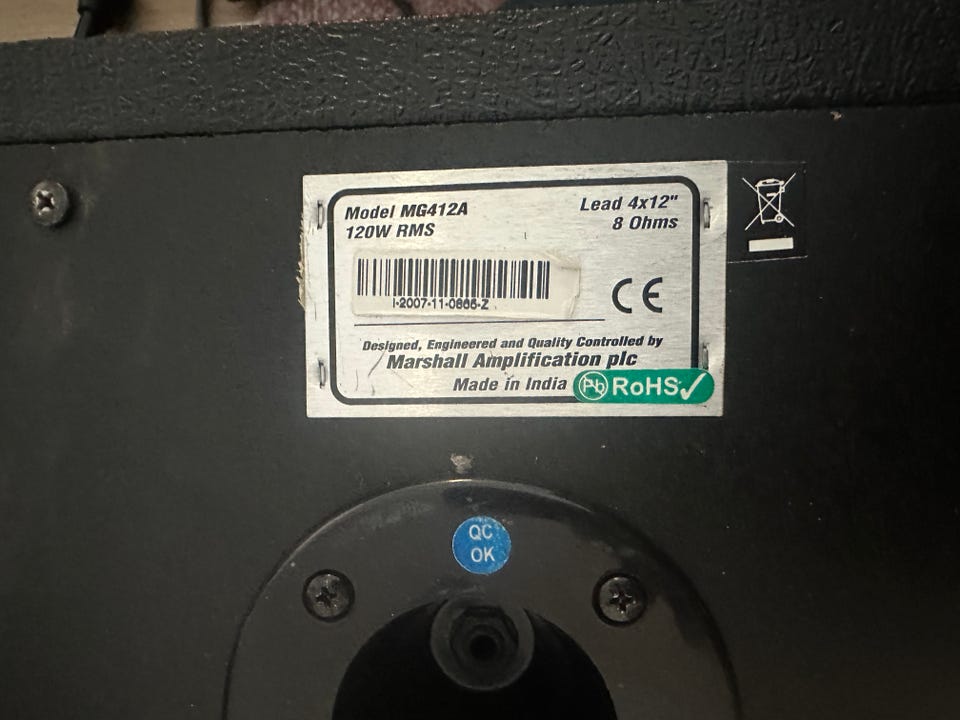 Model MG412A
120W RMS
Lead 4x12"
8 Ohms
I-2007-11-0866-Z
CE
Designed, Engineered and Quality Controlled by
Marshall Amplification plc
Made in India
Pb RoHS✓
QC
OK